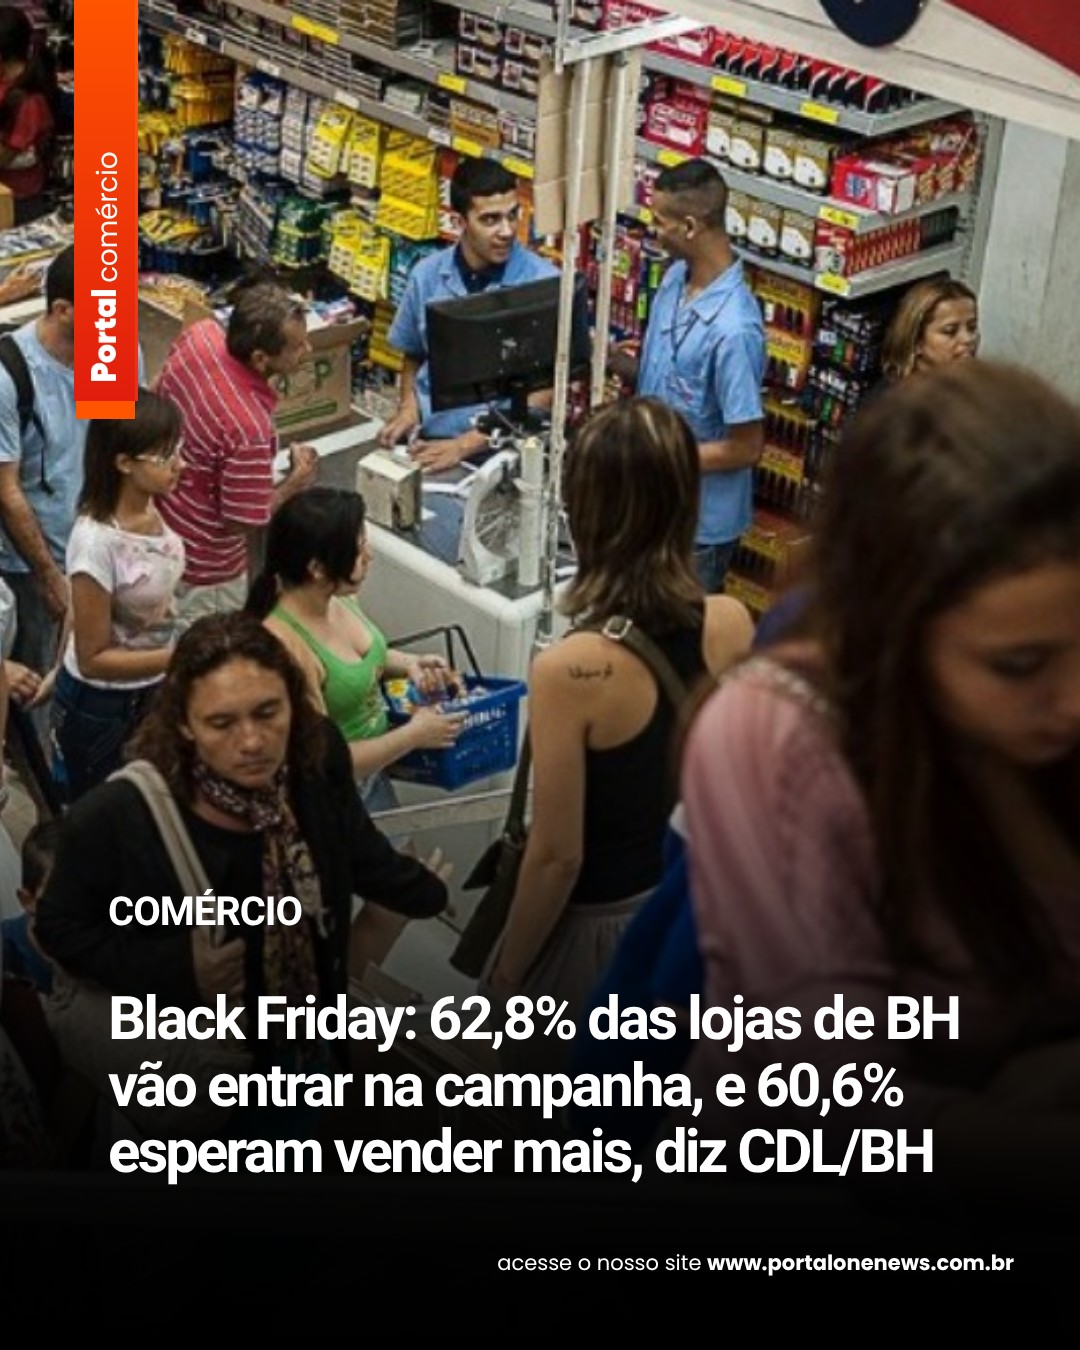 Portal comércio
COMÉRCIO
Black Friday: 62,8% das lojas de BH
vão entrar na campanha, e 60,6%
esperam vender mais, diz CDL/BH
acesse o nosso site www.portalonenews.com.br